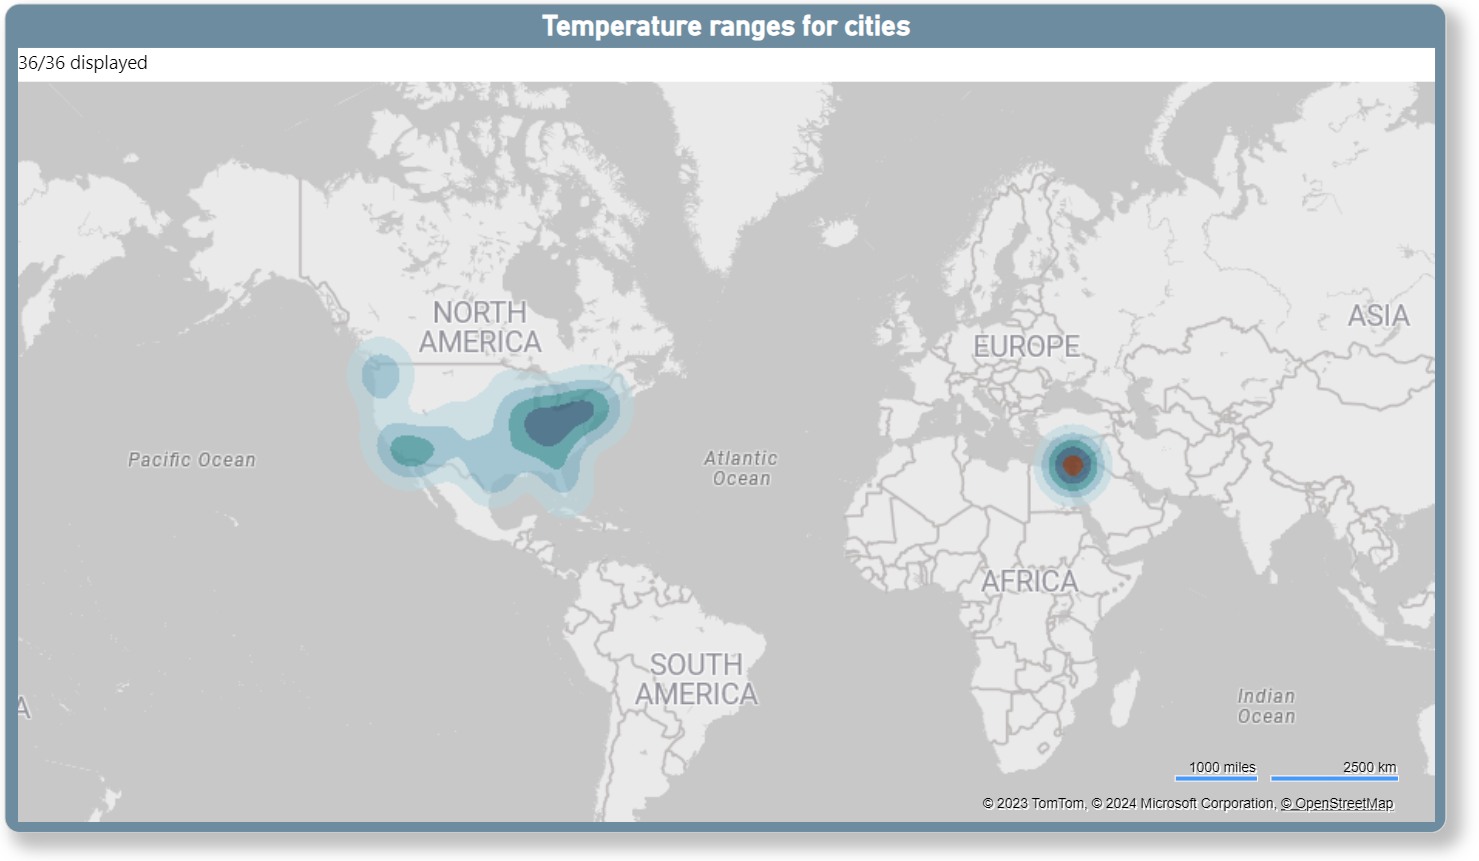 Temperature ranges for cities
36/36 displayed
NORTH
AMERICA
ASIA
EUROPE
Pacific Ocean
Atlantic
Ocean
AFRICA
SOUTH
AMERICA
A
Indian
Ocean
1000 miles 2500 km
© 2023 TomTom, © 2024 Microsoft Corporation, © OpenStreetMap